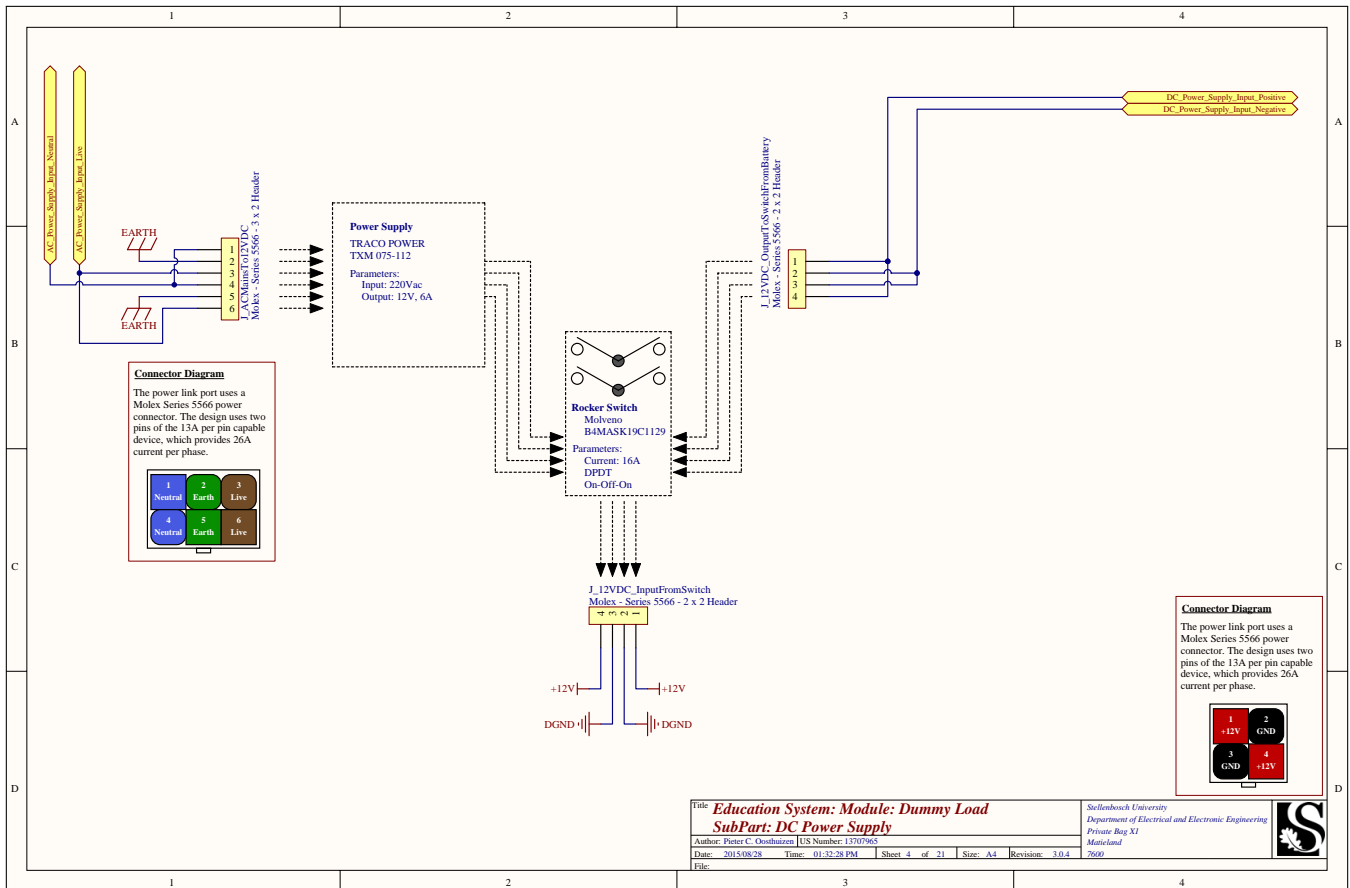 1
2
3
4
A
B
C
D
A
B
C
D
1
2
3
4
AC_Power_Supply_Input_Neutral
AC_Power_Supply_Input_Live
EARTH
EARTH
1
2
3
4
5
6
J_ACMainsTo12VDC
Molex - Series 5566 - 3 x 2 Header
Power Supply
TRACO POWER
TXM 075-112
Parameters:
Input: 220Vac
Output: 12V, 6A
J_12VDC_OutputToSwitchFromBattery
Molex - Series 5566 - 2 x 2 Header
1
2
3
4
DC_Power_Supply_Input_Positive
DC_Power_Supply_Input_Negative
Rocker Switch
Molveno
B4MASK19C1129
Parameters:
Current: 16A
DPDT
On-Off-On
Connector Diagram
The power link port uses a
Molex Series 5566 power
connector. The design uses two
pins of the 13A per pin capable
device, which provides 26A
current per phase.
1
Neutral
2
Earth
3
Live
4
Neutral
5
Earth
6
Live
J_12VDC_InputFromSwitch
Molex - Series 5566 - 2 x 2 Header
4
3
2
1
+12V
+12V
DGND
DGND
Connector Diagram
The power link port uses a
Molex Series 5566 power
connector. The design uses two
pins of the 13A per pin capable
device, which provides 26A
current per phase.
1
+12V
2
GND
3
GND
4
+12V
Title Education System: Module: Dummy Load
SubPart: DC Power Supply
Author: Pieter C. Oosthuizen US Number: 13707965
Date: 2015/08/28 Time: 01:32:28 PM Sheet 4 of 21 Size: A4 Revision: 3.0.4
File:
Stellenbosch University
Department of Electrical and Electronic Engineering
Private Bag X1
Matieland
7600
S